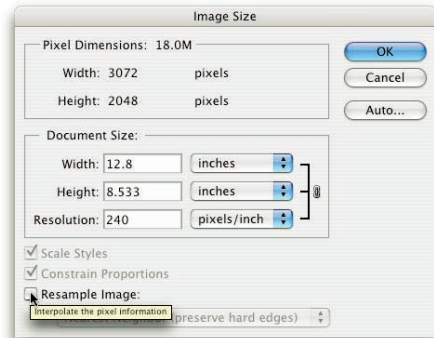 Image Size
Pixel Dimensions: 18.0M
Width: 3072 pixels
Height: 2048 pixels
OK
Cancel
Auto...
Document Size:
Width: 12.8 inches
Height: 8.533 inches
Resolution: 240 pixels/inch
Scale Styles
Constrain Proportions
Resample Image:
Interpolate the pixel information
Nearest Neighbor (preserve hard edges)